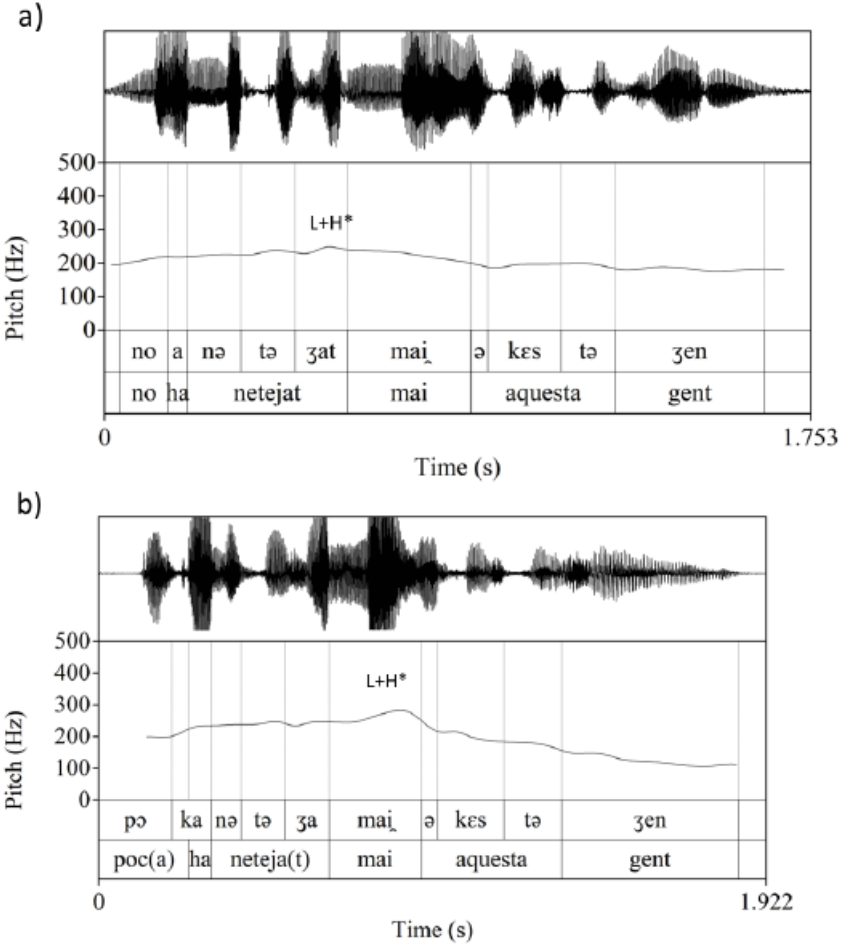 a)
500
400
300
200
100
0
Pitch (Hz)
L+H*
no a nə tə ʒat mai̯ ə kɛs tə ʒen
no ha netejat mai aquesta gent
0 1.753
Time (s)
b)
500
400
300
200
100
0
Pitch (Hz)
L+H*
pɔ ka nə tə ʒa mai̯ ə kɛs tə ʒen
poc(a) ha neteja(t) mai aquesta gent
0 1.922
Time (s)